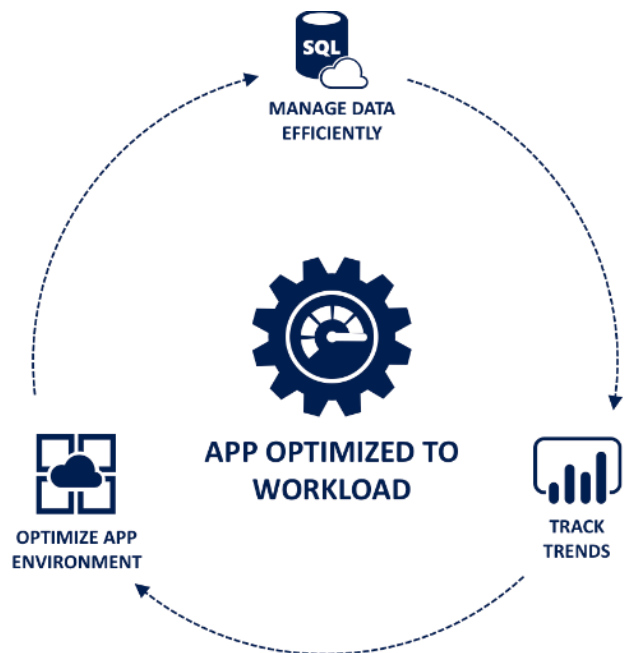 SQL
MANAGE DATA
EFFICIENTLY
APP OPTIMIZED TO
WORKLOAD
TRACK
TRENDS
OPTIMIZE APP
ENVIRONMENT